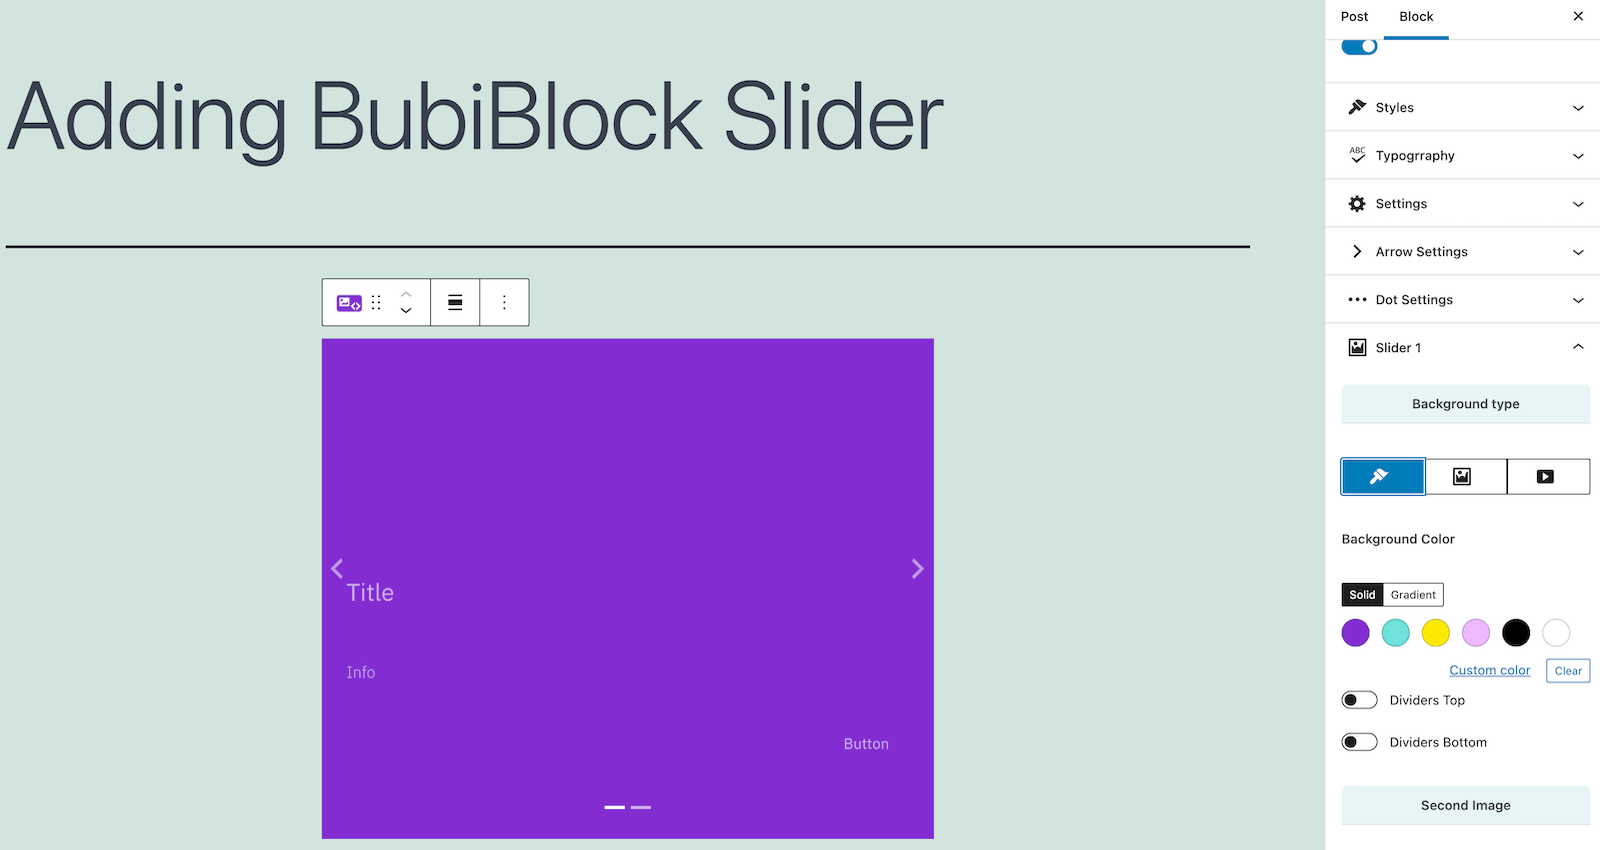 Adding BubiBlock Slider
Title
Info
Button
Post
Block
Styles
ABC
Typogrraphy
Settings
Arrow Settings
Dot Settings
Slider 1
Background type
Background Color
Solid
Gradient
Custom color
Clear
Dividers Top
Dividers Bottom
Second Image